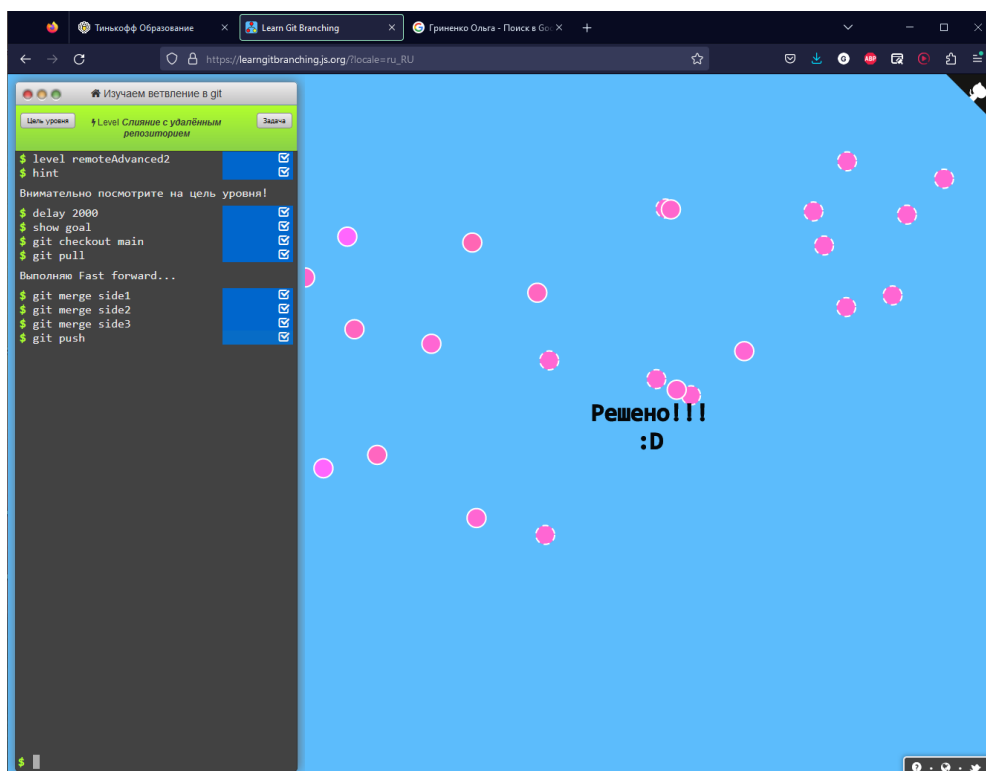 Тинькофф Образование
Learn Git Branching
Гриненко Ольга - Поиск в Goo
https://learngitbranching.js.org/?locale=ru_RU
Изучаем ветвление в git
Цель уровня
Level Слияние с удалённым репозиторием
Задача
$ level remoteAdvanced2
$ hint
Внимательно посмотрите на цель уровня!
$ delay 2000
$ show goal
$ git checkout main
$ git pull
Выполняю Fast forward...
$ git merge side1
$ git merge side2
$ git merge side3
$ git push
Решено!!!
:D
$